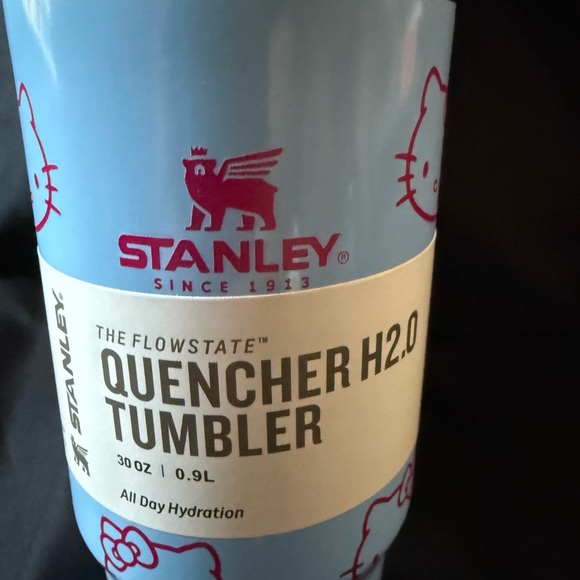 STANLEY®
SINCE 1913
STANLEY.
THE FLOWSTATE™
QUENCHER H2.0
TUMBLER
30 OZ | 0.9L
All Day Hydration